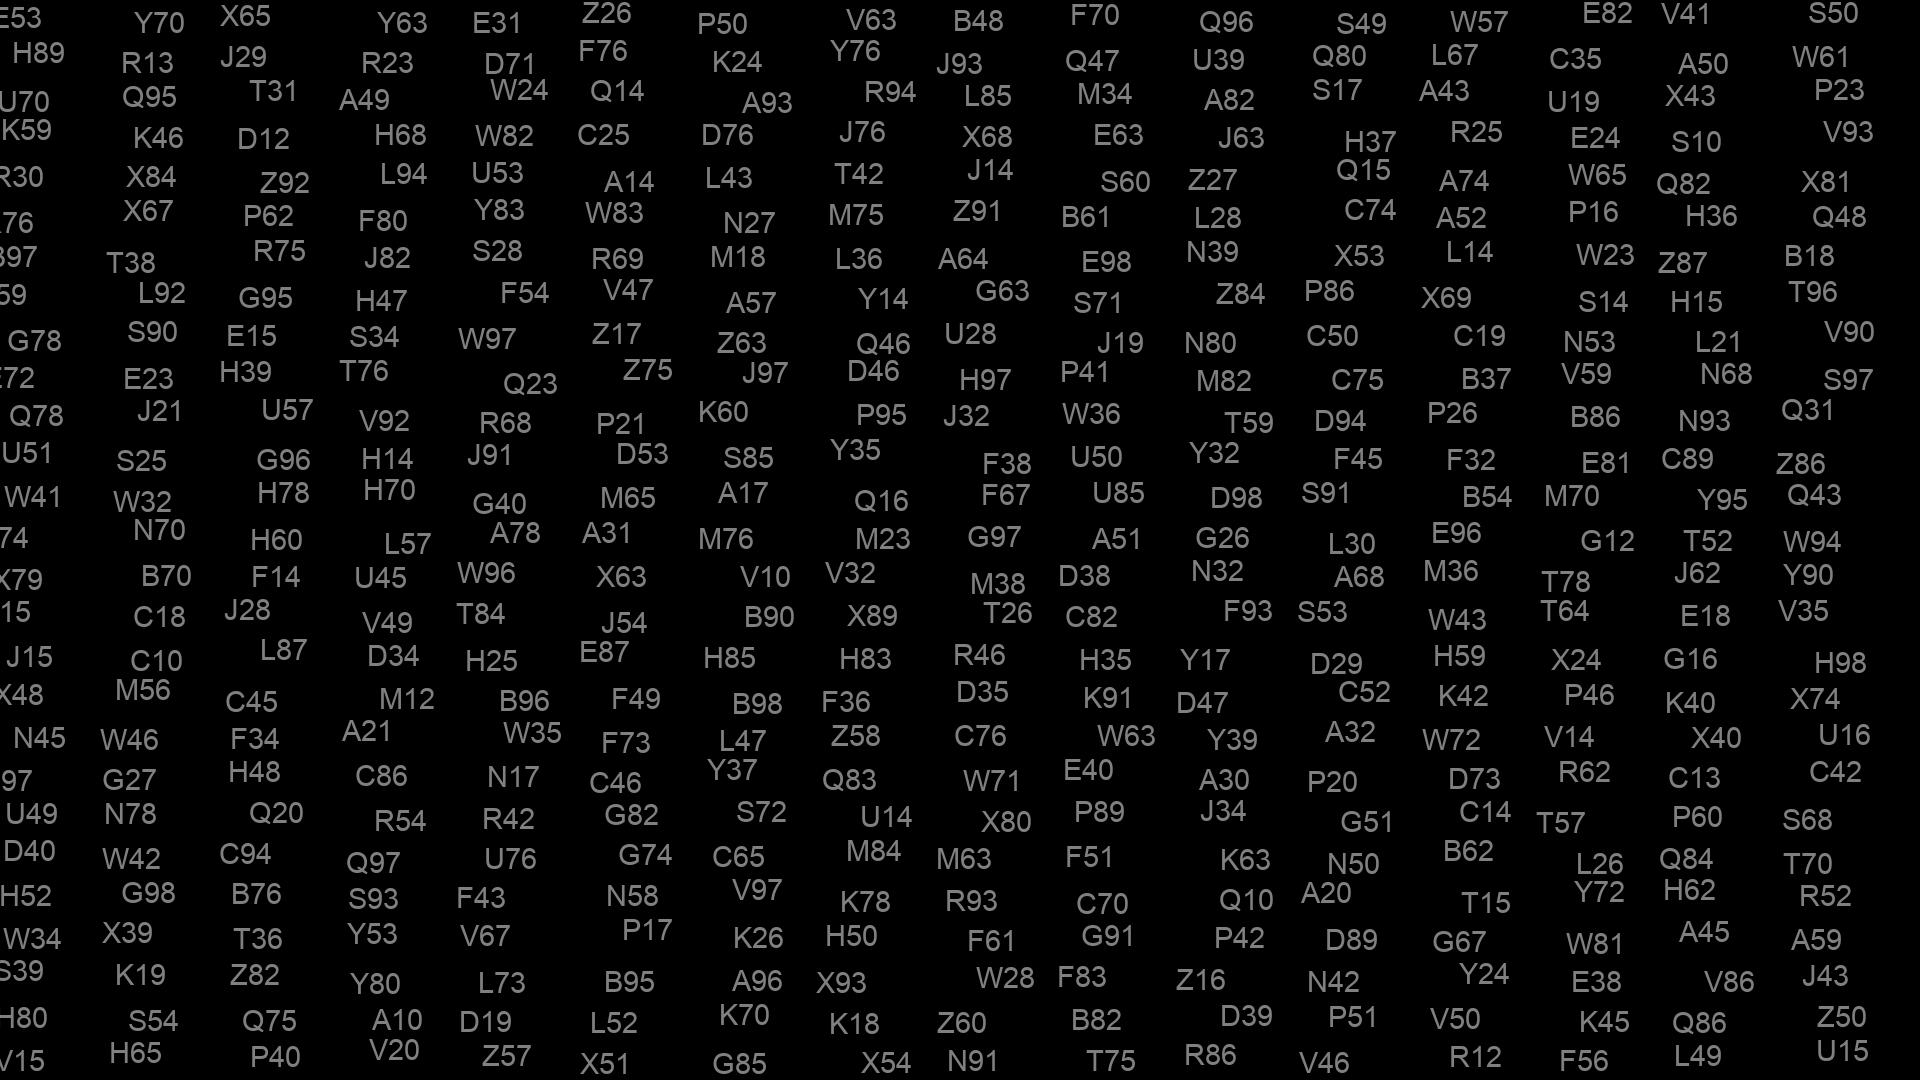 E53 Y70 X65 Y63 E31 Z26 P50 V63 B48 F70 Q96 S49 W57 E82 V41 S50
H89 R13 J29 R23 D71 F76 K24 Y76 J93 Q47 U39 Q80 L67 C35 A50 W61
U70 Q95 T31 A49 W24 Q14 A93 R94 L85 M34 A82 S17 A43 U19 X43 P23
K59 K46 D12 H68 W82 C25 D76 J76 X68 E63 J63 H37 R25 E24 S10 V93
R30 X84 Z92 L94 U53 A14 L43 T42 J14 S60 Z27 Q15 A74 W65 Q82 X81
76 X67 P62 F80 Y83 W83 N27 M75 Z91 B61 L28 C74 A52 P16 H36 Q48
B97 T38 R75 J82 S28 R69 M18 L36 A64 E98 N39 X53 L14 W23 Z87 B18
59 L92 G95 H47 F54 V47 A57 Y14 G63 S71 Z84 P86 X69 S14 H15 T96
G78 S90 E15 S34 W97 Z17 Z63 Q46 U28 J19 N80 C50 C19 N53 L21 V90
E72 E23 H39 T76 Q23 Z75 J97 D46 H97 P41 M82 C75 B37 V59 N68 S97
Q78 J21 U57 V92 R68 P21 K60 P95 J32 W36 T59 D94 P26 B86 N93 Q31
U51 S25 G96 H14 J91 D53 S85 Y35 F38 U50 Y32 F45 F32 E81 C89 Z86
W41 W32 H78 H70 G40 M65 A17 Q16 F67 U85 D98 S91 B54 M70 Y95 Q43
74 N70 H60 L57 A78 A31 M76 M23 G97 A51 G26 L30 E96 G12 T52 W94
X79 B70 F14 U45 W96 X63 V10 V32 M38 D38 N32 A68 M36 T78 J62 Y90
15 C18 J28 V49 T84 J54 B90 X89 T26 C82 F93 S53 W43 T64 E18 V35
J15 C10 L87 D34 H25 E87 H85 H83 R46 H35 Y17 D29 H59 X24 G16 H98
X48 M56 C45 M12 B96 F49 B98 F36 D35 K91 D47 C52 K42 P46 K40 X74
N45 W46 F34 A21 W35 F73 L47 Z58 C76 W63 Y39 A32 W72 V14 X40 U16
97 G27 H48 C86 N17 C46 Y37 Q83 W71 E40 A30 P20 D73 R62 C13 C42
U49 N78 Q20 R54 R42 G82 S72 U14 X80 P89 J34 G51 C14 T57 P60 S68
D40 W42 C94 Q97 U76 G74 C65 M84 M63 F51 K63 N50 B62 L26 Q84 T70
H52 G98 B76 S93 F43 N58 V97 K78 R93 C70 Q10 A20 T15 Y72 H62 R52
W34 X39 T36 Y53 V67 P17 K26 H50 F61 G91 P42 D89 G67 W81 A45 A59
S39 K19 Z82 Y80 L73 B95 A96 X93 W28 F83 Z16 N42 Y24 E38 V86 J43
H80 S54 Q75 A10 D19 L52 K70 K18 Z60 B82 D39 P51 V50 K45 Q86 Z50
V15 H65 P40 V20 Z57 X51 G85 X54 N91 T75 R86 V46 R12 F56 L49 U15